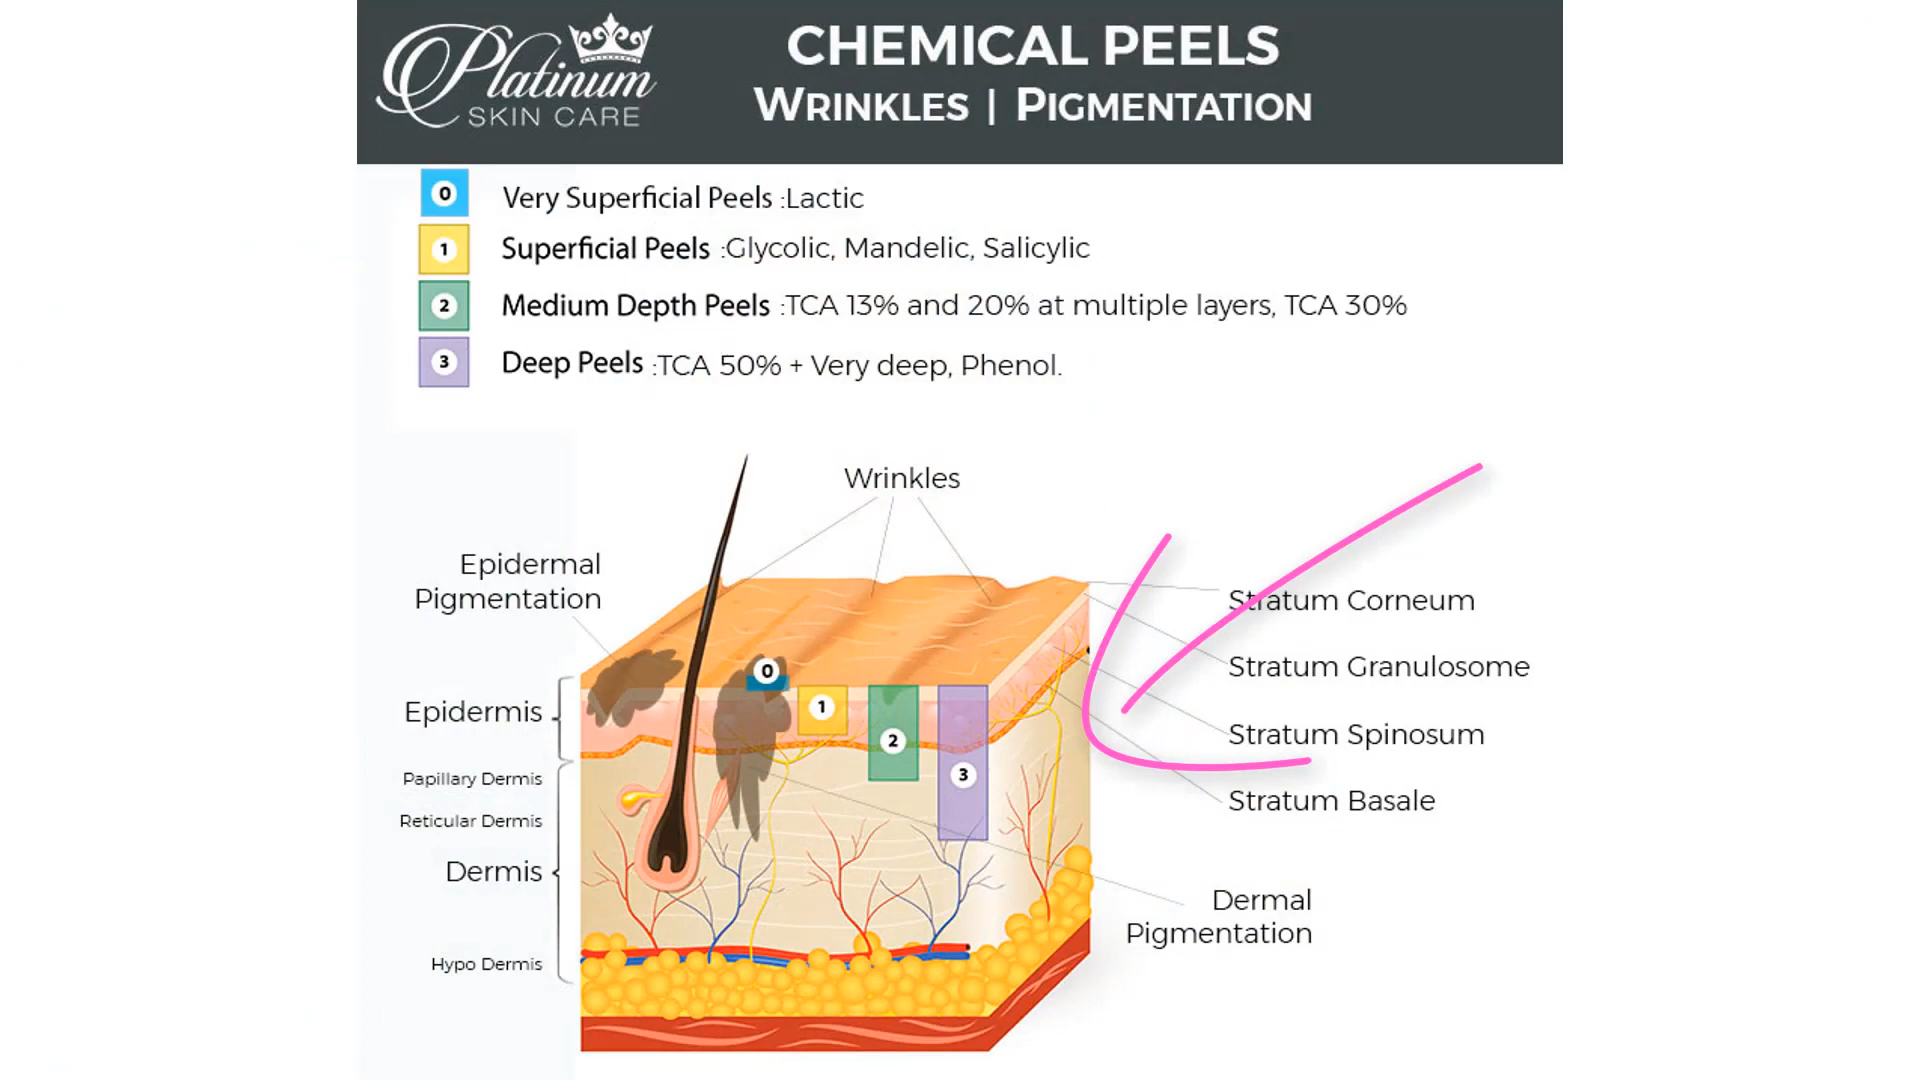 Platinum
SKIN CARE
CHEMICAL PEELS
WRINKLES | PIGMENTATION
0 Very Superficial Peels :Lactic
1 Superficial Peels :Glycolic, Mandelic, Salicylic
2 Medium Depth Peels :TCA 13% and 20% at multiple layers, TCA 30%
3 Deep Peels :TCA 50% + Very deep, Phenol.
Wrinkles
Epidermal
Pigmentation
Stratum Corneum
Stratum Granulosome
0
1
2
3
Epidermis
Stratum Spinosum
Papillary Dermis
Stratum Basale
Reticular Dermis
Dermis
Dermal
Pigmentation
Hypo Dermis